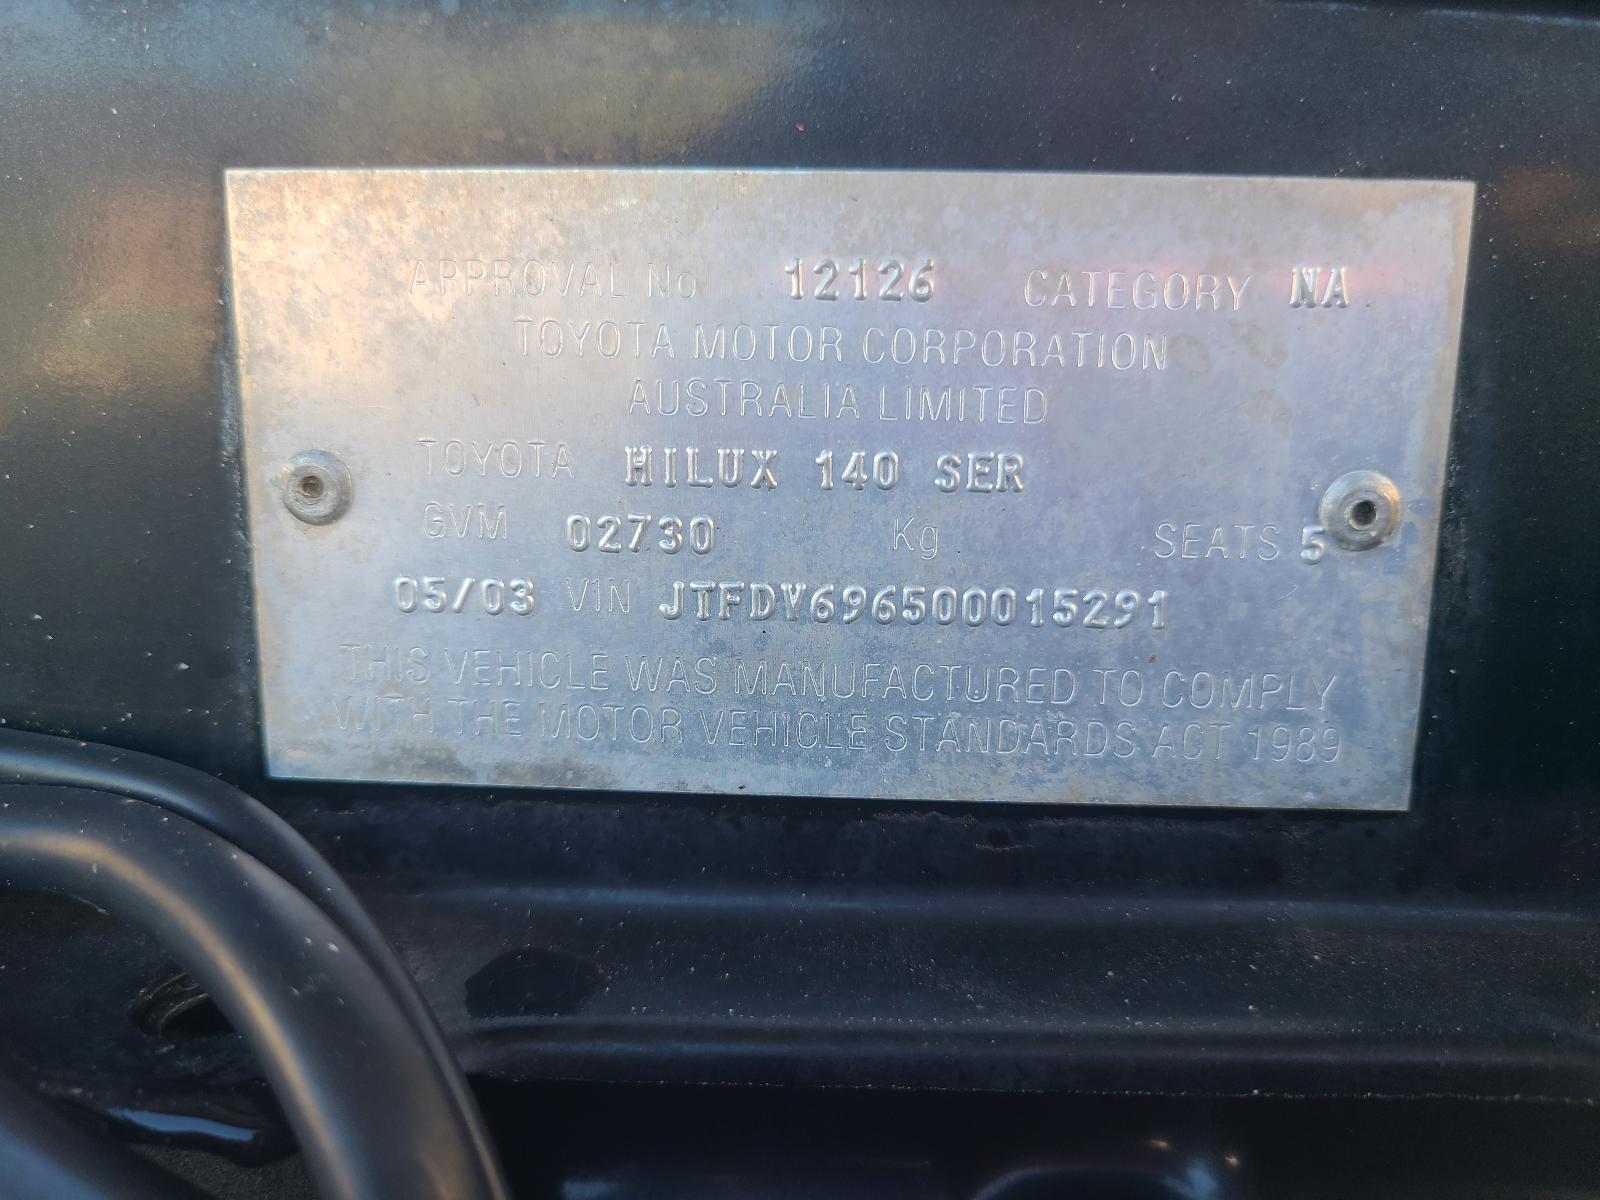 APPROVAL No 12126 CATEGORY NA
TOYOTA MOTOR CORPORATION
AUSTRALIA LIMITED
TOYOTA HILUX 140 SER
GVM 02730 Kg SEATS 5
05/03 VIN JTFDV696500015291
THIS VEHICLE WAS MANUFACTURED TO COMPLY
WITH THE MOTOR VEHICLE STANDARDS ACT 1989